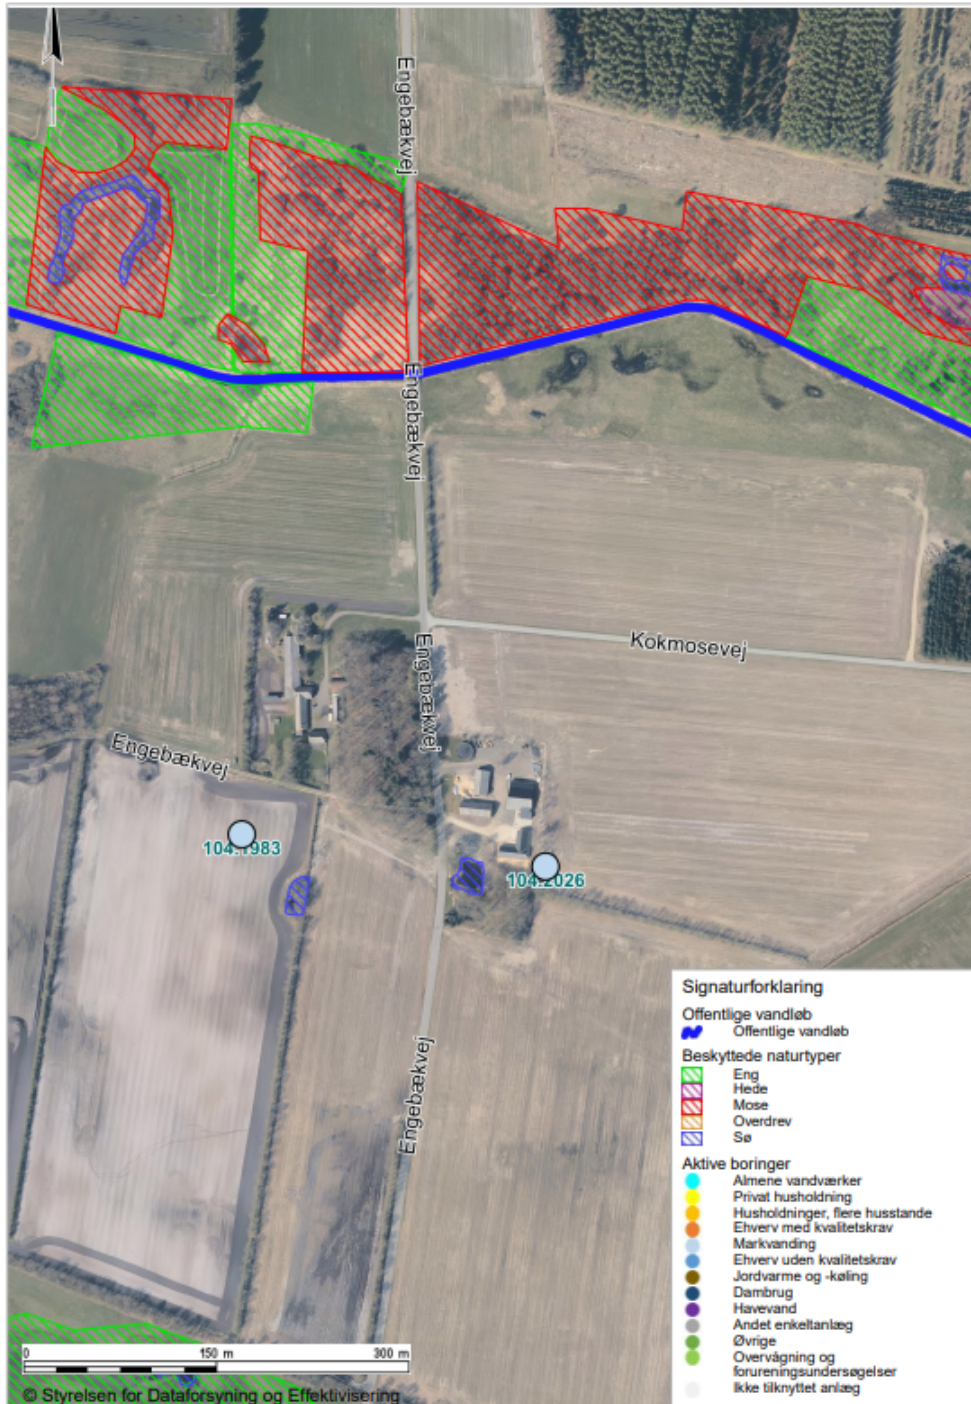 Engebækvej
Engebækvej
Kokmosevej
Engebækvej
Engebækvej
104.1983
104.2026
Engebækvej
Signaturforklaring
Offentlige vandløb
Offentlige vandløb
Beskyttede naturtyper
Eng
Hede
Mose
Overdrev
Sø
Aktive boringer
Almene vandværker
Privat husholdning
Husholdninger, flere husstande
Ehverv med kvalitetskrav
Markvanding
Ehverv uden kvalitetskrav
Jordvarme og -køling
Dambrug
Havevand
Andet enkeltanlæg
Øvrige
Overvågning og
forureningsundersøgelser
Ikke tilknyttet anlæg
0 150 m 300 m
© Styrelsen for Dataforsyning og Effektivisering